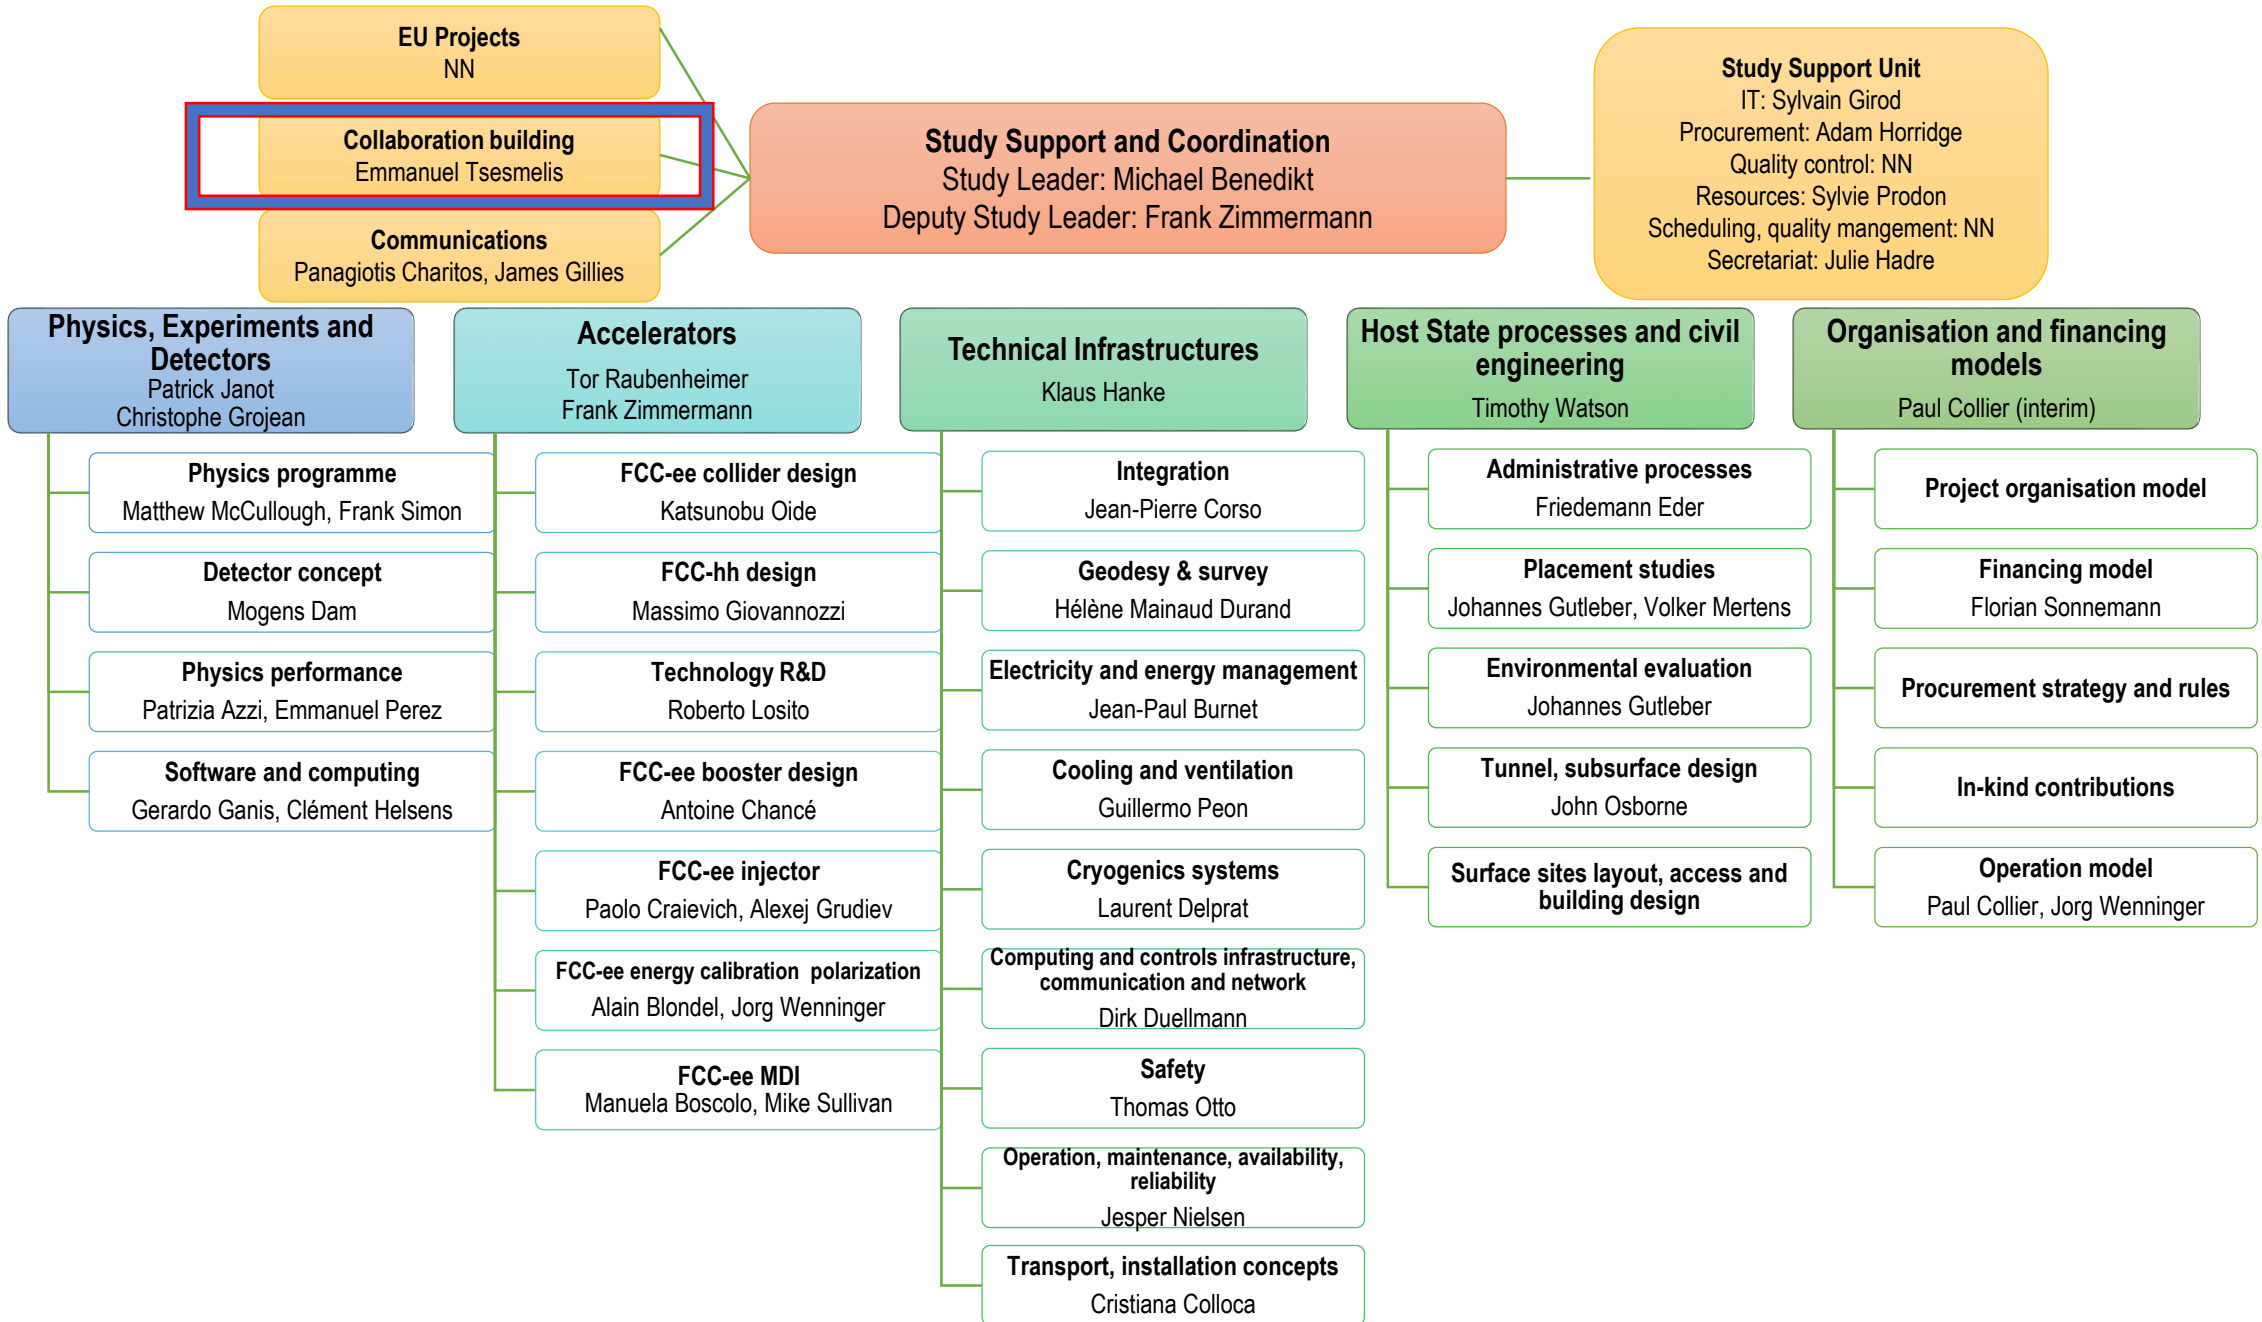 EU Projects
NN
Collaboration building
Emmanuel Tsesmelis
Communications
Panagiotis Charitos, James Gillies
Study Support and Coordination
Study Leader: Michael Benedikt
Deputy Study Leader: Frank Zimmermann
Study Support Unit
IT: Sylvain Girod
Procurement: Adam Horridge
Quality control: NN
Resources: Sylvie Prodon
Scheduling, quality mangement: NN
Secretariat: Julie Hadre
Physics, Experiments and
Detectors
Patrick Janot
Christophe Grojean
Physics programme
Matthew McCullough, Frank Simon
Detector concept
Mogens Dam
Physics performance
Patrizia Azzi, Emmanuel Perez
Software and computing
Gerardo Ganis, Clément Helsens
Accelerators
Tor Raubenheimer
Frank Zimmermann
FCC-ee collider design
Katsunobu Oide
FCC-hh design
Massimo Giovannozzi
Technology R&D
Roberto Losito
FCC-ee booster design
Antoine Chancé
FCC-ee injector
Paolo Craievich, Alexej Grudiev
FCC-ee energy calibration  polarization
Alain Blondel, Jorg Wenninger
FCC-ee MDI
Manuela Boscolo, Mike Sullivan
Technical Infrastructures
Klaus Hanke
Integration
Jean-Pierre Corso
Geodesy & survey
Hélène Mainaud Durand
Electricity and energy management
Jean-Paul Burnet
Cooling and ventilation
Guillermo Peon
Cryogenics systems
Laurent Delprat
Computing and controls infrastructure,
communication and network
Dirk Duellmann
Safety
Thomas Otto
Operation, maintenance, availability,
reliability
Jesper Nielsen
Transport, installation concepts
Cristiana Colloca
Host State processes and civil
engineering
Timothy Watson
Administrative processes
Friedemann Eder
Placement studies
Johannes Gutleber, Volker Mertens
Environmental evaluation
Johannes Gutleber
Tunnel, subsurface design
John Osborne
Surface sites layout, access and
building design
Organisation and financing
models
Paul Collier (interim)
Project organisation model
Financing model
Florian Sonnemann
Procurement strategy and rules
In-kind contributions
Operation model
Paul Collier, Jorg Wenninger